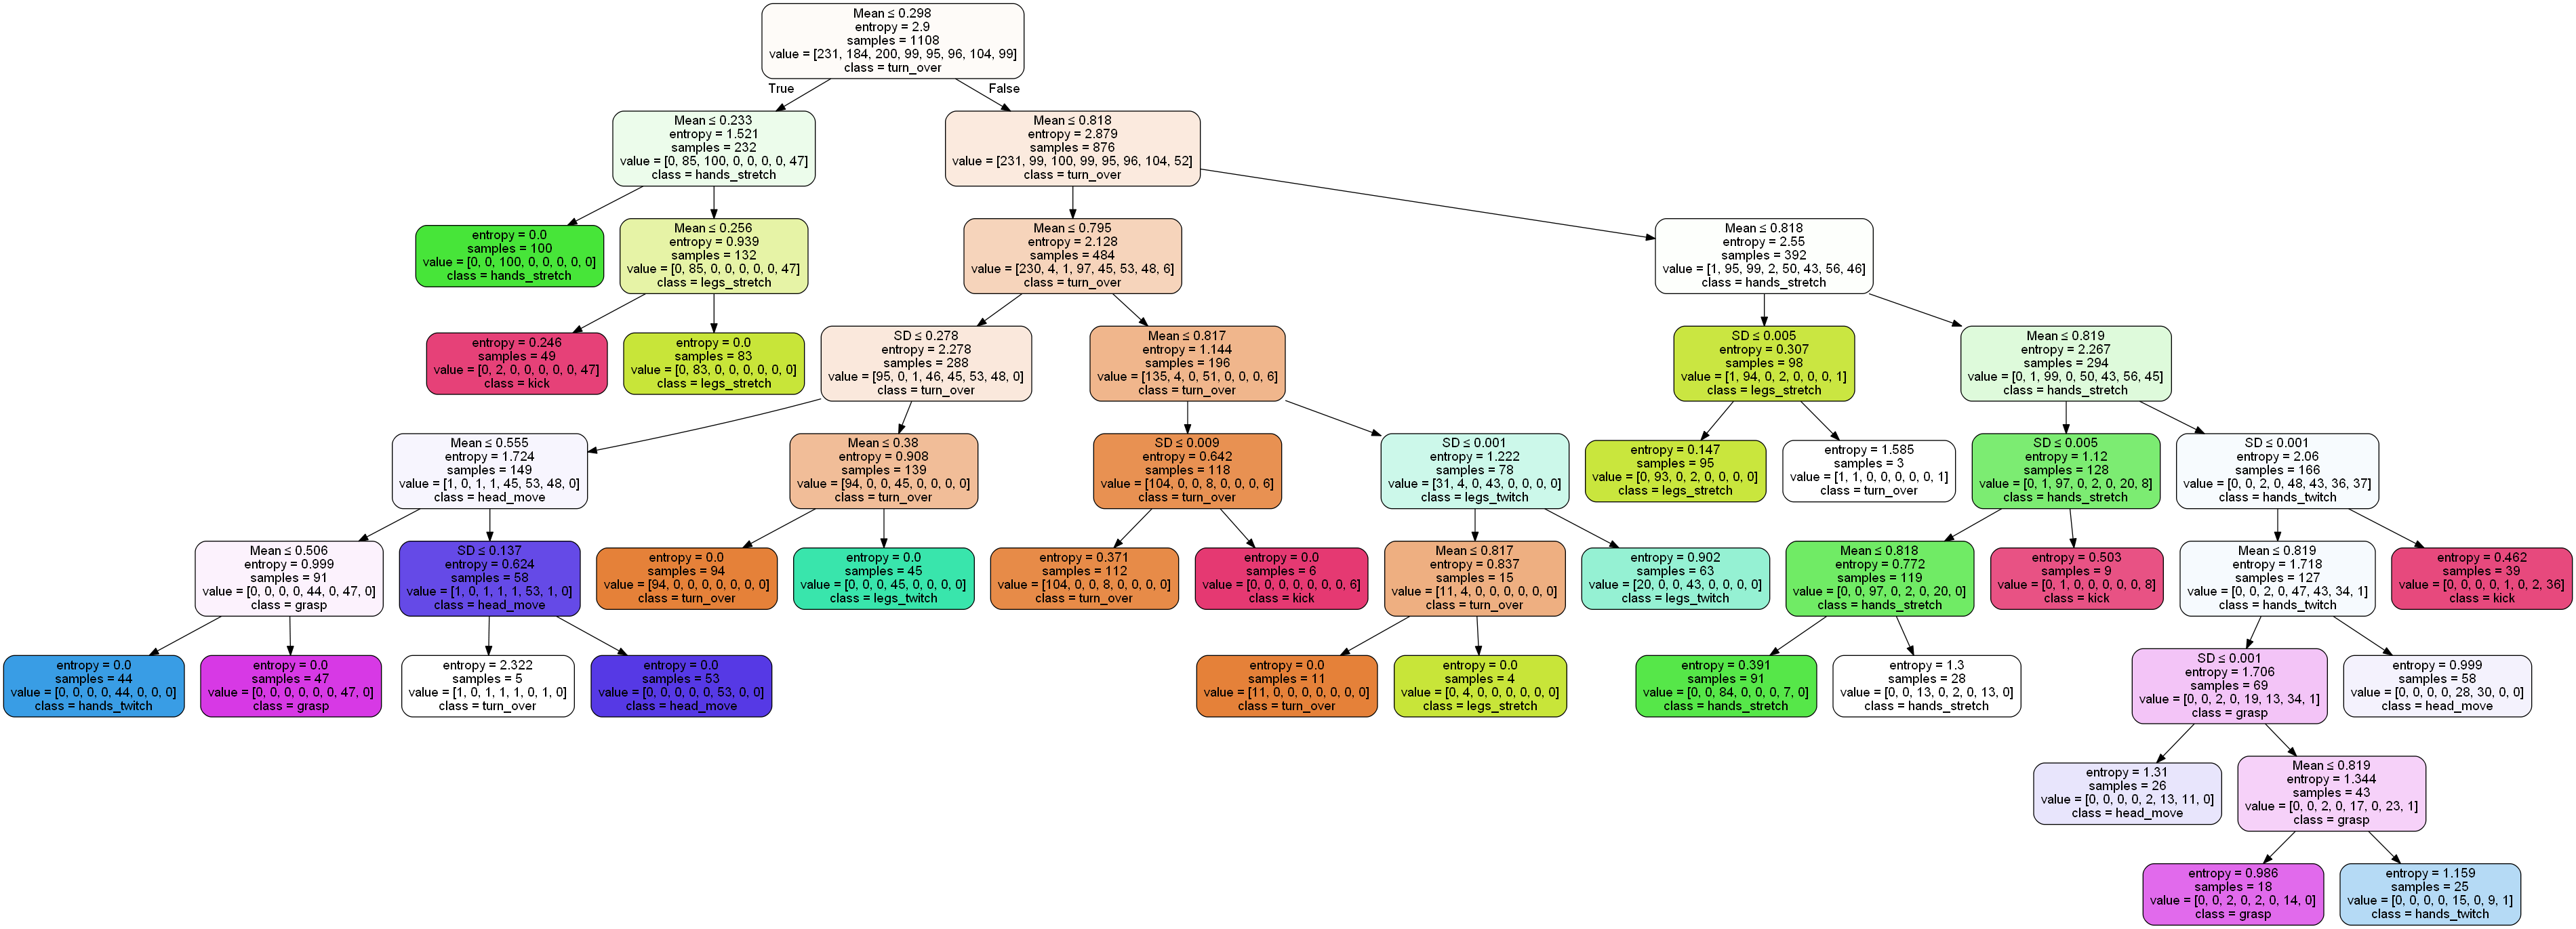 Mean ≤ 0.298
entropy = 2.9
samples = 1108
value = [231, 184, 200, 99, 95, 96, 104, 99]
class = turn_over
True
False
Mean ≤ 0.233
entropy = 1.521
samples = 232
value = [0, 85, 100, 0, 0, 0, 0, 47]
class = hands_stretch
Mean ≤ 0.818
entropy = 2.879
samples = 876
value = [231, 99, 100, 99, 95, 96, 104, 52]
class = turn_over
entropy = 0.0
samples = 100
value = [0, 0, 100, 0, 0, 0, 0, 0]
class = hands_stretch
Mean ≤ 0.256
entropy = 0.939
samples = 132
value = [0, 85, 0, 0, 0, 0, 0, 47]
class = legs_stretch
Mean ≤ 0.795
entropy = 2.128
samples = 484
value = [230, 4, 1, 97, 45, 53, 48, 6]
class = turn_over
Mean ≤ 0.818
entropy = 2.55
samples = 392
value = [1, 95, 99, 2, 50, 43, 56, 46]
class = hands_stretch
entropy = 0.246
samples = 49
value = [0, 2, 0, 0, 0, 0, 0, 47]
class = kick
entropy = 0.0
samples = 83
value = [0, 83, 0, 0, 0, 0, 0, 0]
class = legs_stretch
SD ≤ 0.278
entropy = 2.278
samples = 288
value = [95, 0, 1, 46, 45, 53, 48, 0]
class = turn_over
Mean ≤ 0.817
entropy = 1.144
samples = 196
value = [135, 4, 0, 51, 0, 0, 0, 6]
class = turn_over
SD ≤ 0.005
entropy = 0.307
samples = 98
value = [1, 94, 0, 2, 0, 0, 0, 1]
class = legs_stretch
Mean ≤ 0.819
entropy = 2.267
samples = 294
value = [0, 1, 99, 0, 50, 43, 56, 45]
class = hands_stretch
Mean ≤ 0.555
entropy = 1.724
samples = 149
value = [1, 0, 1, 1, 45, 53, 48, 0]
class = head_move
Mean ≤ 0.38
entropy = 0.908
samples = 139
value = [94, 0, 0, 45, 0, 0, 0, 0]
class = turn_over
SD ≤ 0.009
entropy = 0.642
samples = 118
value = [104, 0, 0, 8, 0, 0, 0, 6]
class = turn_over
SD ≤ 0.001
entropy = 1.222
samples = 78
value = [31, 4, 0, 43, 0, 0, 0, 0]
class = legs_twitch
entropy = 0.147
samples = 95
value = [0, 93, 0, 2, 0, 0, 0, 0]
class = legs_stretch
entropy = 1.585
samples = 3
value = [1, 1, 0, 0, 0, 0, 0, 1]
class = turn_over
SD ≤ 0.005
entropy = 1.12
samples = 128
value = [0, 1, 97, 0, 2, 0, 20, 8]
class = hands_stretch
SD ≤ 0.001
entropy = 2.06
samples = 166
value = [0, 0, 2, 0, 48, 43, 36, 37]
class = hands_twitch
Mean ≤ 0.506
entropy = 0.999
samples = 91
value = [0, 0, 0, 0, 44, 0, 47, 0]
class = grasp
SD ≤ 0.137
entropy = 0.624
samples = 58
value = [1, 0, 1, 1, 1, 53, 1, 0]
class = head_move
entropy = 0.0
samples = 94
value = [94, 0, 0, 0, 0, 0, 0, 0]
class = turn_over
entropy = 0.0
samples = 45
value = [0, 0, 0, 45, 0, 0, 0, 0]
class = legs_twitch
entropy = 0.371
samples = 112
value = [104, 0, 0, 8, 0, 0, 0, 0]
class = turn_over
entropy = 0.0
samples = 6
value = [0, 0, 0, 0, 0, 0, 0, 6]
class = kick
Mean ≤ 0.817
entropy = 0.837
samples = 15
value = [11, 4, 0, 0, 0, 0, 0, 0]
class = turn_over
entropy = 0.902
samples = 63
value = [20, 0, 0, 43, 0, 0, 0, 0]
class = legs_twitch
Mean ≤ 0.818
entropy = 0.772
samples = 119
value = [0, 0, 97, 0, 2, 0, 20, 0]
class = hands_stretch
entropy = 0.503
samples = 9
value = [0, 1, 0, 0, 0, 0, 0, 8]
class = kick
Mean ≤ 0.819
entropy = 1.718
samples = 127
value = [0, 0, 2, 0, 47, 43, 34, 1]
class = hands_twitch
entropy = 0.462
samples = 39
value = [0, 0, 0, 0, 1, 0, 2, 36]
class = kick
entropy = 0.0
samples = 44
value = [0, 0, 0, 0, 44, 0, 0, 0]
class = hands_twitch
entropy = 0.0
samples = 47
value = [0, 0, 0, 0, 0, 0, 47, 0]
class = grasp
entropy = 2.322
samples = 5
value = [1, 0, 1, 1, 1, 0, 1, 0]
class = turn_over
entropy = 0.0
samples = 53
value = [0, 0, 0, 0, 0, 53, 0, 0]
class = head_move
entropy = 0.0
samples = 11
value = [11, 0, 0, 0, 0, 0, 0, 0]
class = turn_over
entropy = 0.0
samples = 4
value = [0, 4, 0, 0, 0, 0, 0, 0]
class = legs_stretch
entropy = 0.391
samples = 91
value = [0, 0, 84, 0, 0, 0, 7, 0]
class = hands_stretch
entropy = 1.3
samples = 28
value = [0, 0, 13, 0, 2, 0, 13, 0]
class = hands_stretch
SD ≤ 0.001
entropy = 1.706
samples = 69
value = [0, 0, 2, 0, 19, 13, 34, 1]
class = grasp
entropy = 0.999
samples = 58
value = [0, 0, 0, 0, 28, 30, 0, 0]
class = head_move
entropy = 1.31
samples = 26
value = [0, 0, 0, 0, 2, 13, 11, 0]
class = head_move
Mean ≤ 0.819
entropy = 1.344
samples = 43
value = [0, 0, 2, 0, 17, 0, 23, 1]
class = grasp
entropy = 0.986
samples = 18
value = [0, 0, 2, 0, 2, 0, 14, 0]
class = grasp
entropy = 1.159
samples = 25
value = [0, 0, 0, 0, 15, 0, 9, 1]
class = hands_twitch